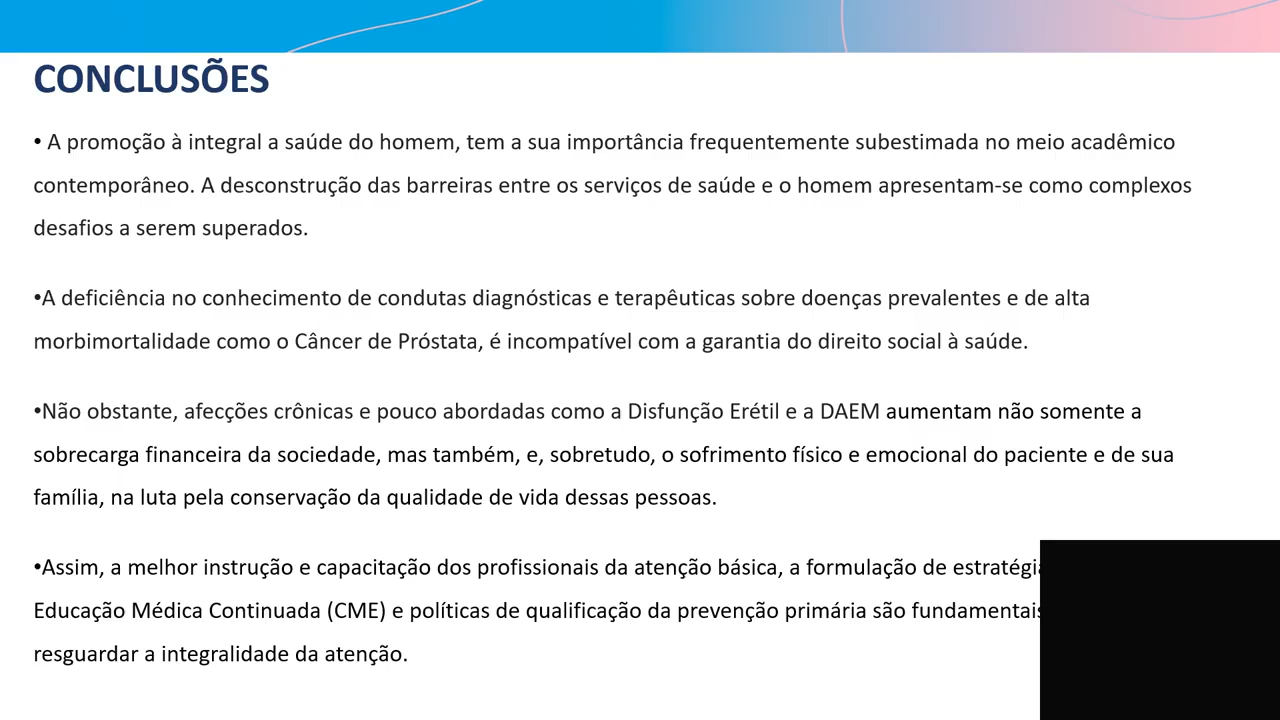 CONCLUSÕES
• A promoção à integral a saúde do homem, tem a sua importância frequentemente subestimada no meio acadêmico
contemporâneo. A desconstrução das barreiras entre os serviços de saúde e o homem apresentam-se como complexos
desafios a serem superados.
•A deficiência no conhecimento de condutas diagnósticas e terapêuticas sobre doenças prevalentes e de alta
morbimortalidade como o Câncer de Próstata, é incompatível com a garantia do direito social à saúde.
•Não obstante, afecções crônicas e pouco abordadas como a Disfunção Erétil e a DAEM aumentam não somente a
sobrecarga financeira da sociedade, mas também, e, sobretudo, o sofrimento físico e emocional do paciente e de sua
família, na luta pela conservação da qualidade de vida dessas pessoas.
•Assim, a melhor instrução e capacitação dos profissionais da atenção básica, a formulação de
Educação Médica Continuada (CME) e políticas de qualificação da prevenção primária são fundamentais
resguardar a integralidade da atenção.